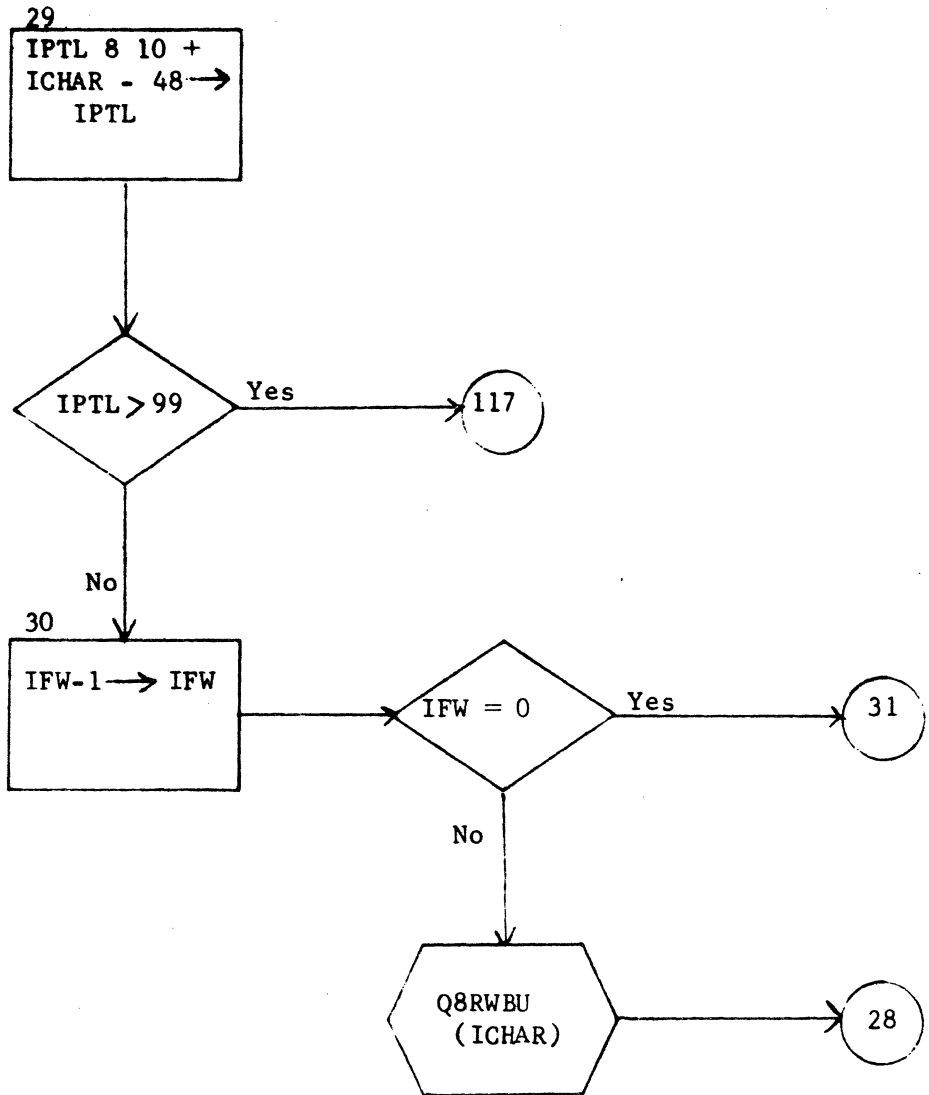 29
IPTL 8 10 +
ICHAR - 48 →
IPTL
IPTL > 99
Yes
117
No
30
IFW-1 → IFW
IFW = 0
Yes
31
No
Q8RWBU
(ICHAR)
28